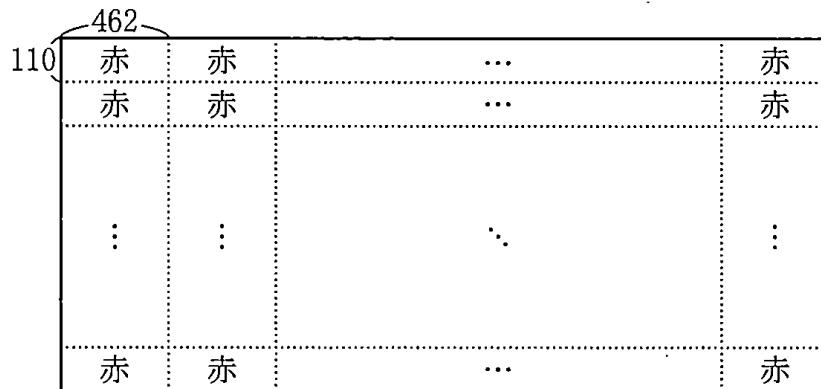 462
110 赤 赤 … 赤
赤 赤 … 赤
⋮ ⋮ ⋱ ⋮
赤 赤 … 赤